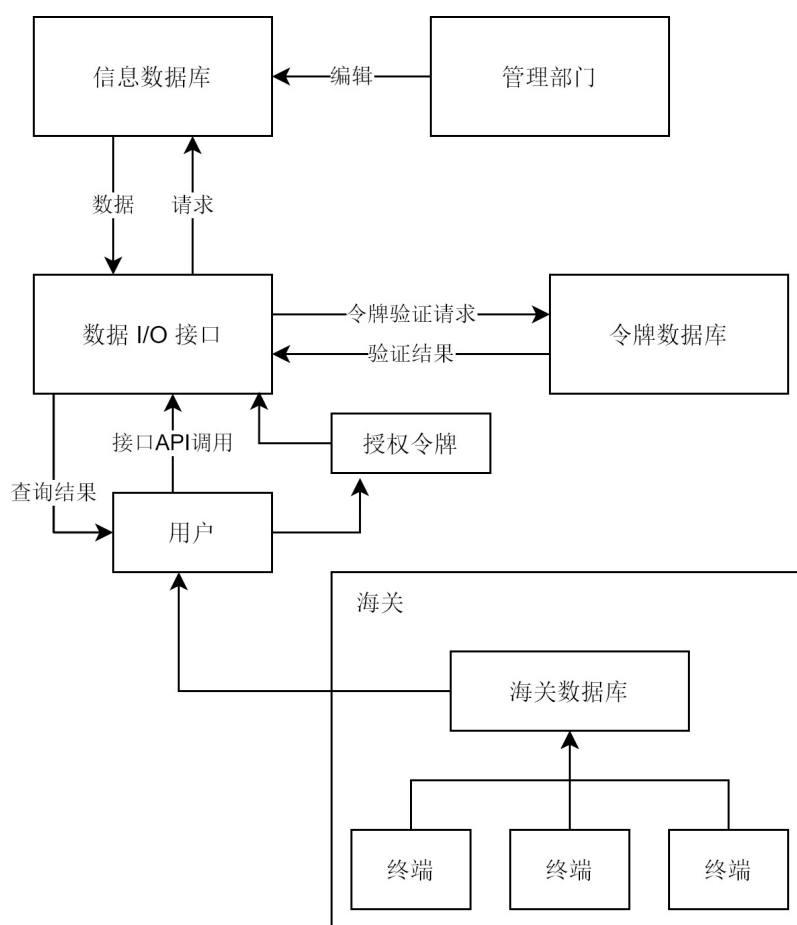 信息数据库
编辑
管理部门
数据
请求
数据 I/O 接口
令牌验证请求
验证结果
令牌数据库
接口API调用
授权令牌
查询结果
用户
海关
海关数据库
终端
终端
终端